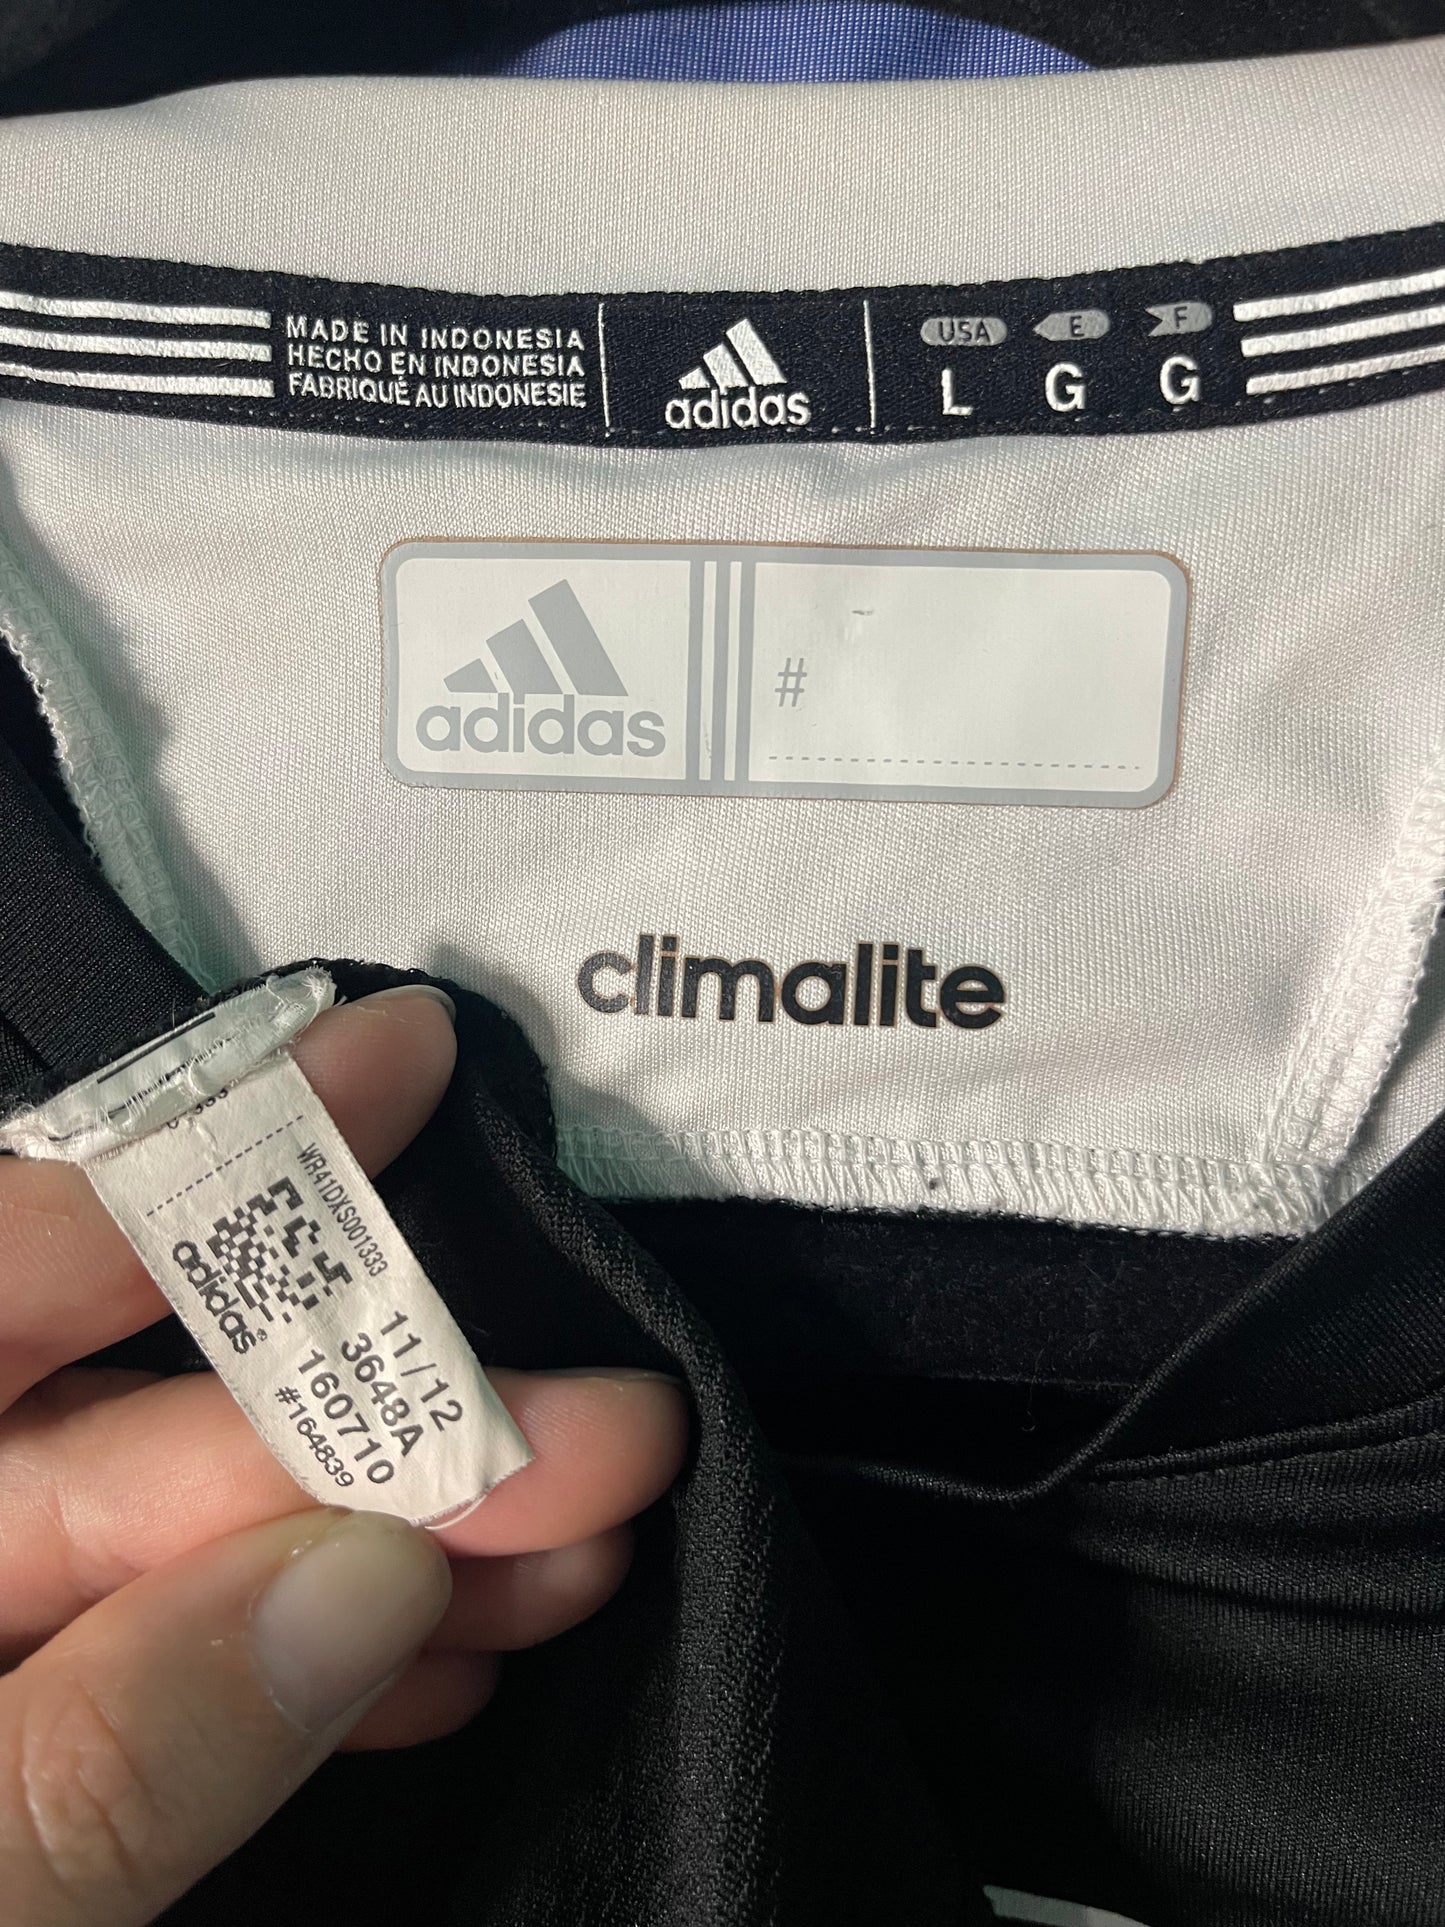 MADE IN INDONESIA
HECHO EN INDONESIA
FABRIQUÉ AU INDONESIE
adidas
USA E F
L G G
adidas
#
climalite
WR41DXS001333
adidas®
11/12
3648A
160710
#164839